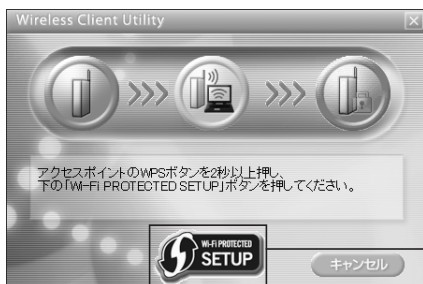 Wireless Client Utility
アクセスポイントのWPSボタンを2秒以上押し、
下の「WI-FI PROTECTED SETUP」ボタンを押してください。
WI-FI PROTECTED
SETUP
キャンセル